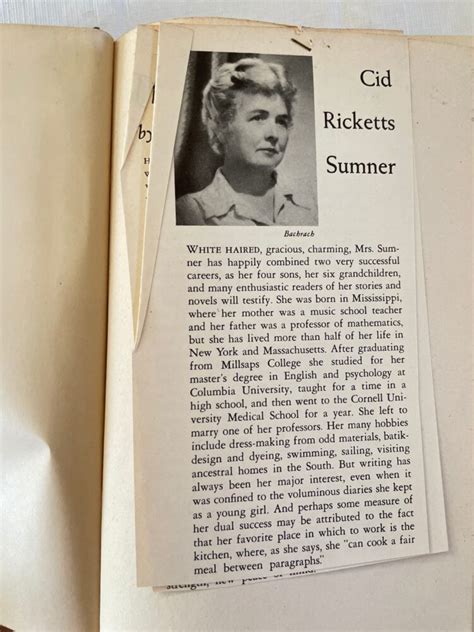 Cid
Ricketts
Sumner
Bachrach
WHITE HAIRED, gracious, charming, Mrs. Sum-
ner has happily combined two very successful
careers, as her four sons, her six grandchildren,
and many enthusiastic readers of her stories and
novels will testify. She was born in Mississippi,
where her mother was a music school teacher
and her father was a professor of mathematics,
but she has lived more than half of her life in
New York and Massachusetts. After graduating
from Millsaps College she studied for her
master's degree in English and psychology at
Columbia University, taught for a time in a
high school, and then went to the Cornell Uni-
versity Medical School for a year. She left to
marry one of her professors. Her many hobbies
include dress-making from odd materials, batik-
design and dyeing, swimming, sailing, visiting
ancestral homes in the South. But writing has
always been her major interest, even when it
was confined to the voluminous diaries she kept
as a young girl. And perhaps some measure of
her dual success may be attributed to the fact
that her favorite place in which to work is the
kitchen, where, as she says, she "can cook a fair
meal between paragraphs."
strength, new peace of mind.